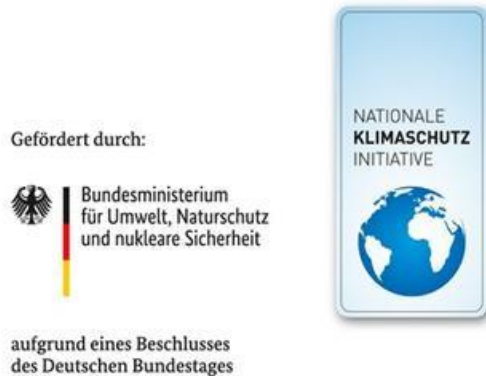 Gefördert durch:
Bundesministerium
für Umwelt, Naturschutz
und nukleare Sicherheit
aufgrund eines Beschlusses
des Deutschen Bundestages
NATIONALE
KLIMASCHUTZ
INITIATIVE